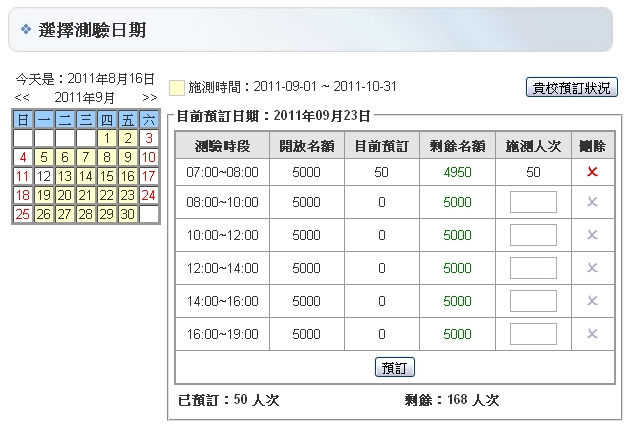 選擇測驗日期
今天是：2011年8月16日
<< 2011年9月 >>
日 一 二 三 四 五 六
1 2 3
4 5 6 7 8 9 10
11 12 13 14 15 16 17
18 19 20 21 22 23 24
25 26 27 28 29 30
施測時間：2011-09-01 ~ 2011-10-31
貴校預訂狀況
目前預訂日期：2011年09月23日
測驗時段 開放名額 目前預訂 剩餘名額 施測人次 刪除
07:00~08:00 5000 50 4950 50 ✗
08:00~10:00 5000 0 5000 ✗
10:00~12:00 5000 0 5000 ✗
12:00~14:00 5000 0 5000 ✗
14:00~16:00 5000 0 5000 ✗
16:00~19:00 5000 0 5000 ✗
預訂
已預訂：50 人次 剩餘：168 人次